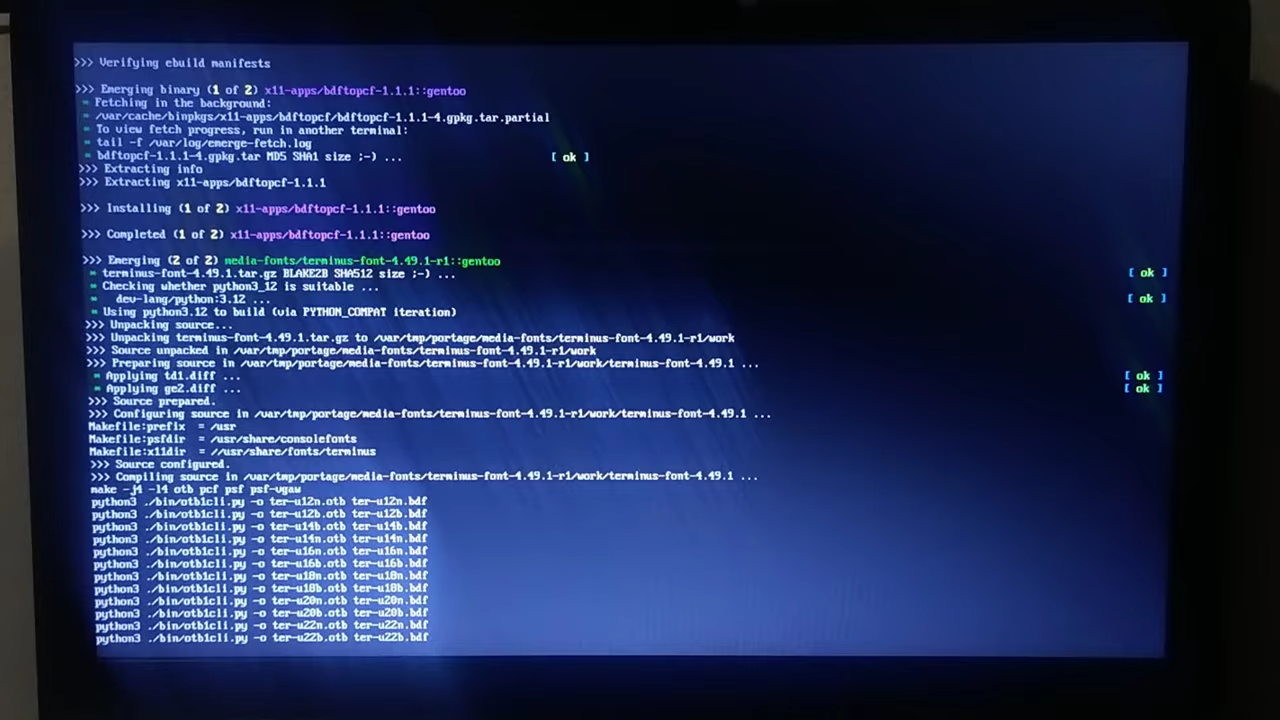 >>> Verifying ebuild manifests
>>> Emerging binary (1 of 2) x11-apps/bdftopcf-1.1.1::gentoo
* Fetching in the background:
* /var/cache/binpkgs/x11-apps/bdftopcf/bdftopcf-1.1.1-4.gpkg.tar.partial
* To view fetch progress, run in another terminal:
* tail -f /var/log/emerge-fetch.log
* bdftopcf-1.1.1-4.gpkg.tar MD5 SHA1 size ;-) ... [ ok ]
>>> Extracting info
>>> Extracting x11-apps/bdftopcf-1.1.1
>>> Installing (1 of 2) x11-apps/bdftopcf-1.1.1::gentoo
>>> Completed (1 of 2) x11-apps/bdftopcf-1.1.1::gentoo
>>> Emerging (2 of 2) media-fonts/terminus-font-4.49.1-r1::gentoo
* terminus-font-4.49.1.tar.gz BLAKE2B SHA512 size ;-) ... [ ok ]
* Checking whether python3_12 is suitable ...
*   dev-lang/python:3.12 ... [ ok ]
* Using python3.12 to build (via PYTHON_COMPAT iteration)
>>> Unpacking source...
>>> Unpacking terminus-font-4.49.1.tar.gz to /var/tmp/portage/media-fonts/terminus-font-4.49.1-r1/work
>>> Source unpacked in /var/tmp/portage/media-fonts/terminus-font-4.49.1-r1/work
>>> Preparing source in /var/tmp/portage/media-fonts/terminus-font-4.49.1-r1/work/terminus-font-4.49.1 ...
* Applying td1.diff ... [ ok ]
* Applying ge2.diff ... [ ok ]
>>> Source prepared.
>>> Configuring source in /var/tmp/portage/media-fonts/terminus-font-4.49.1-r1/work/terminus-font-4.49.1 ...
Makefile:prefix  = /usr
Makefile:psfdir  = /usr/share/consolefonts
Makefile:x11dir  = //usr/share/fonts/terminus
>>> Source configured.
>>> Compiling source in /var/tmp/portage/media-fonts/terminus-font-4.49.1-r1/work/terminus-font-4.49.1 ...
make -j4 -l4 otb pcf psf psf-vgaw
python3 ./bin/otb1cli.py -o ter-u12n.otb ter-u12n.bdf
python3 ./bin/otb1cli.py -o ter-u12b.otb ter-u12b.bdf
python3 ./bin/otb1cli.py -o ter-u14b.otb ter-u14b.bdf
python3 ./bin/otb1cli.py -o ter-u14n.otb ter-u14n.bdf
python3 ./bin/otb1cli.py -o ter-u16n.otb ter-u16n.bdf
python3 ./bin/otb1cli.py -o ter-u16b.otb ter-u16b.bdf
python3 ./bin/otb1cli.py -o ter-u18n.otb ter-u18n.bdf
python3 ./bin/otb1cli.py -o ter-u18b.otb ter-u18b.bdf
python3 ./bin/otb1cli.py -o ter-u20n.otb ter-u20n.bdf
python3 ./bin/otb1cli.py -o ter-u20b.otb ter-u20b.bdf
python3 ./bin/otb1cli.py -o ter-u22n.otb ter-u22n.bdf
python3 ./bin/otb1cli.py -o ter-u22b.otb ter-u22b.bdf